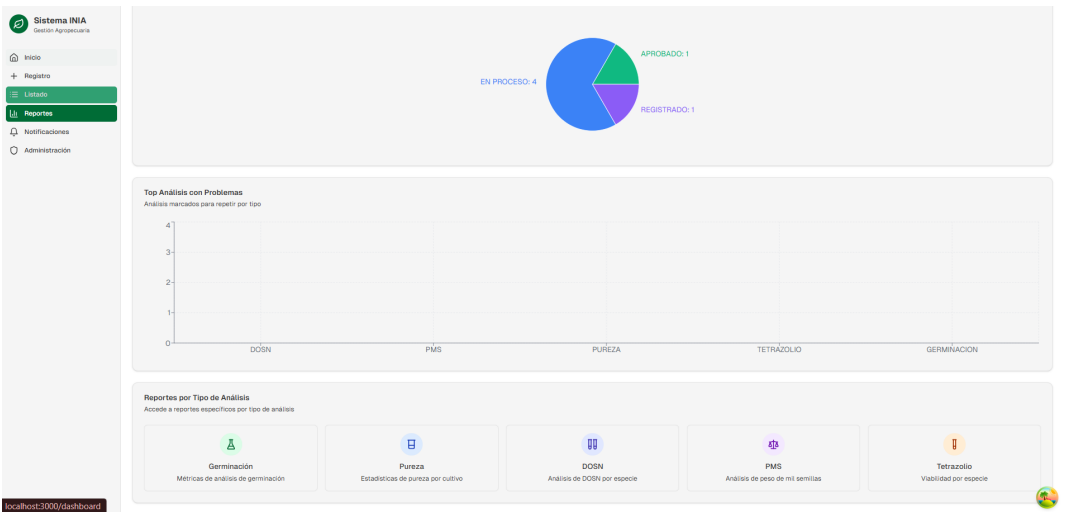 Sistema INIA
Gestión Agropecuaria
Inicio
Registro
Listado
Reportes
Notificaciones
Administración
APROBADO: 1
EN PROCESO: 4
REGISTRADO: 1
Top Análisis con Problemas
Análisis marcados para repetir por tipo
4
3
2
1
0
DOSN PMS PUREZA TETRAZOLIO GERMINACION
Reportes por Tipo de Análisis
Accede a reportes específicos por tipo de análisis
Germinación
Métricas de análisis de germinación
Pureza
Estadísticas de pureza por cultivo
DOSN
Análisis de DOSN por especie
PMS
Análisis de peso de mil semillas
Tetrazolio
Viabilidad por especie
localhost:3000/dashboard